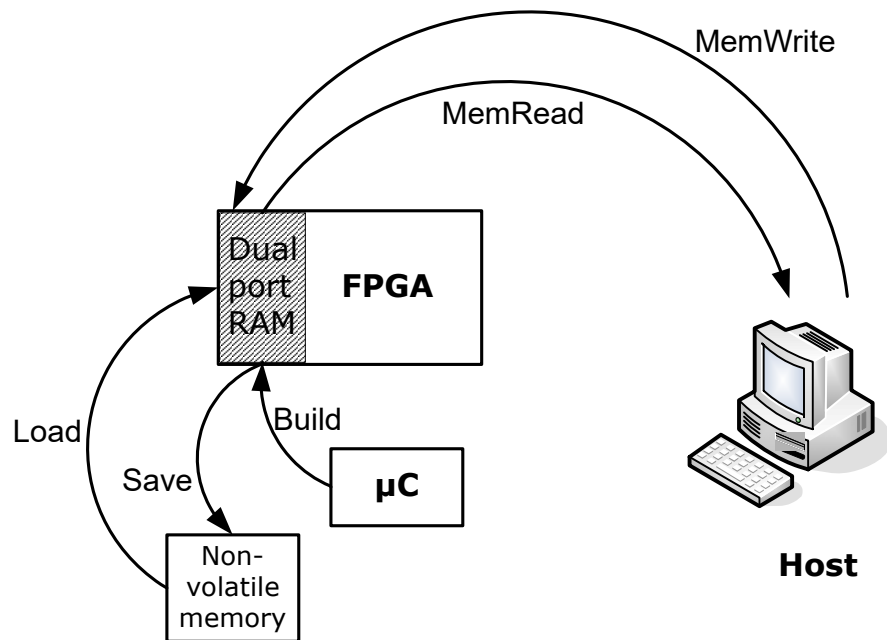 MemWrite
MemRead
Dual
port
RAM
FPGA
Load
Save
Build
µC
Non-
volatile
memory
Host